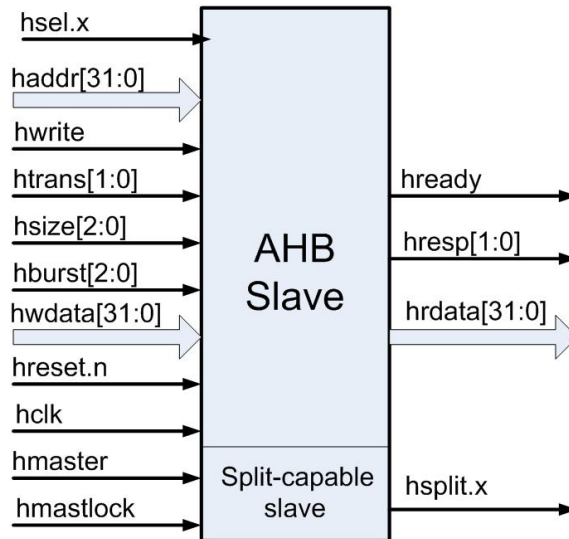 hsel.x
haddr[31:0]
hwrite
htrans[1:0]
hsize[2:0]
hburst[2:0]
hwdata[31:0]
hreset.n
hclk
hmaster
hmastlock
AHB
Slave
Split-capable
slave
hready
hresp[1:0]
hrdata[31:0]
hsplit.x